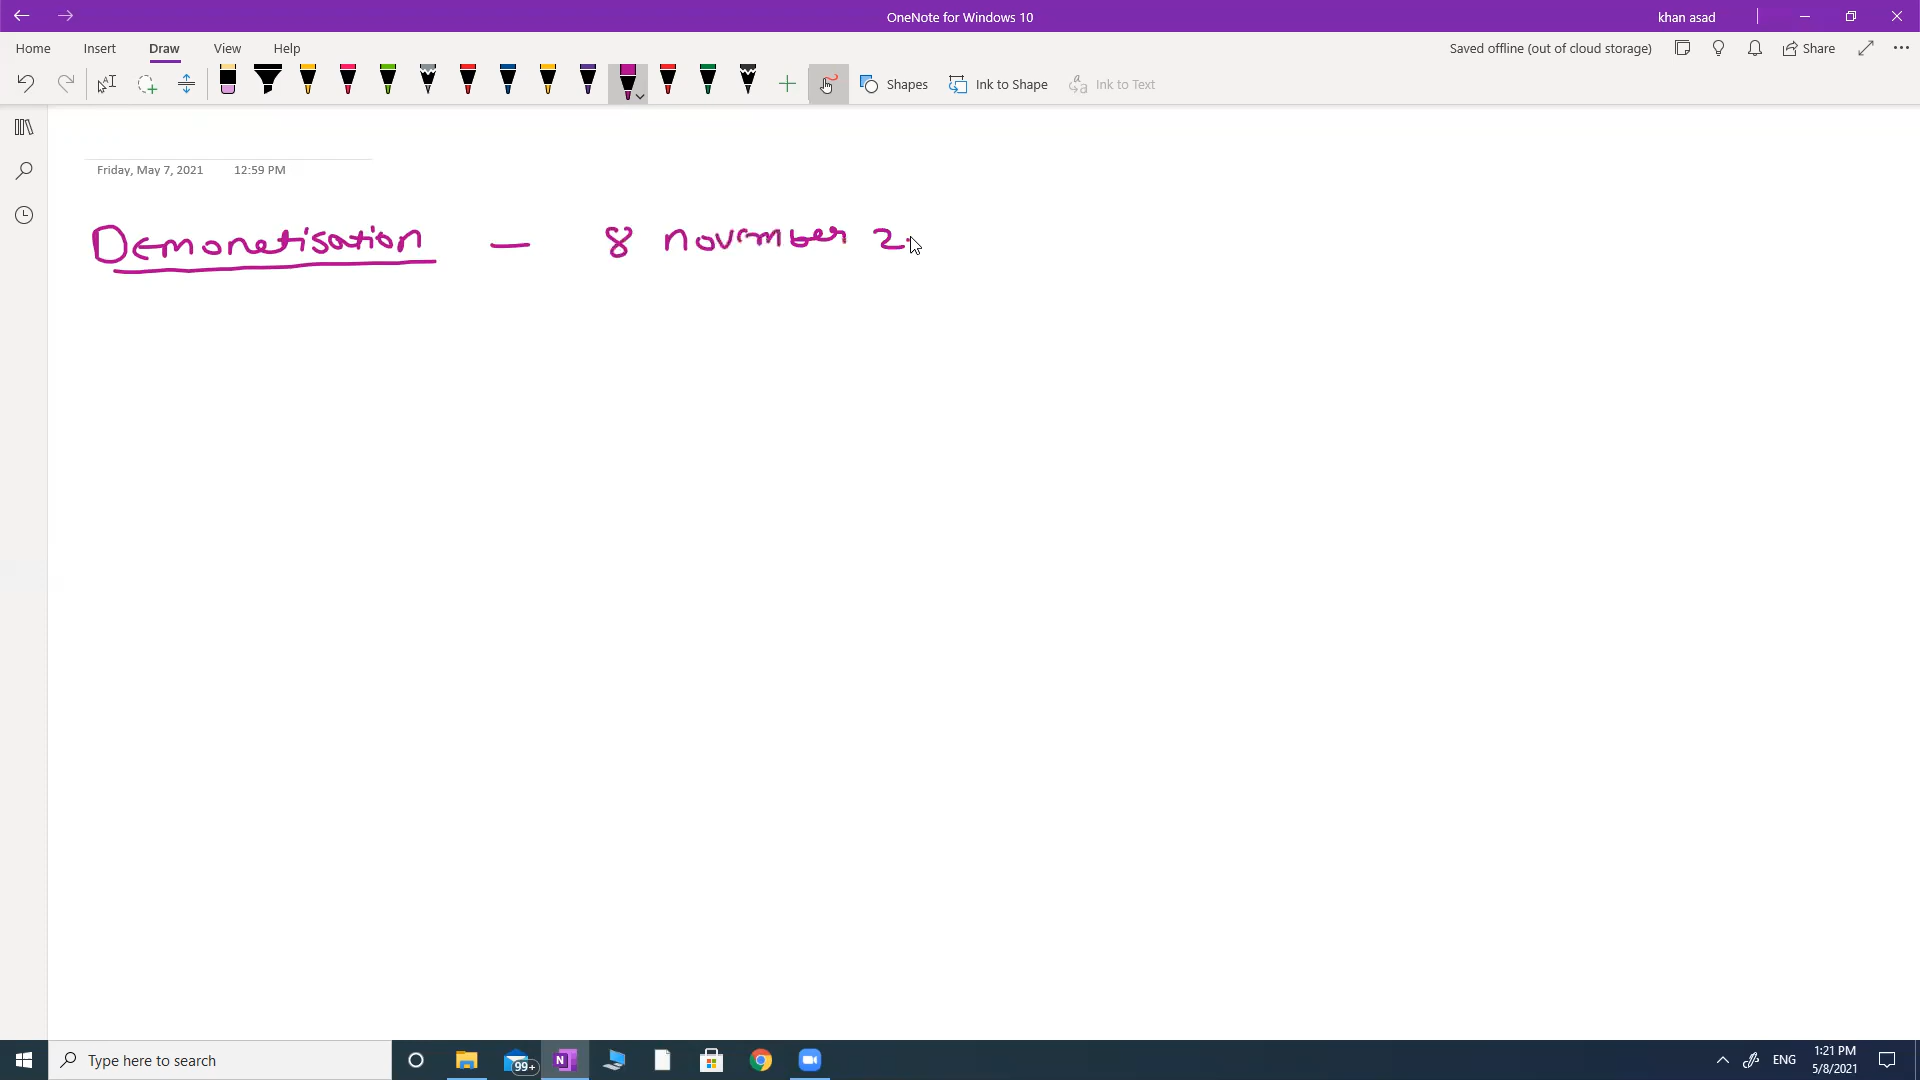 OneNote for Windows 10 khan asad
Home Insert Draw View Help Saved offline (out of cloud storage) Share
Shapes Ink to Shape Ink to Text
Friday, May 7, 2021 12:59 PM
Demonetisation — 8 november 2
Type here to search 99+ N ENG 1:21 PM
5/8/2021